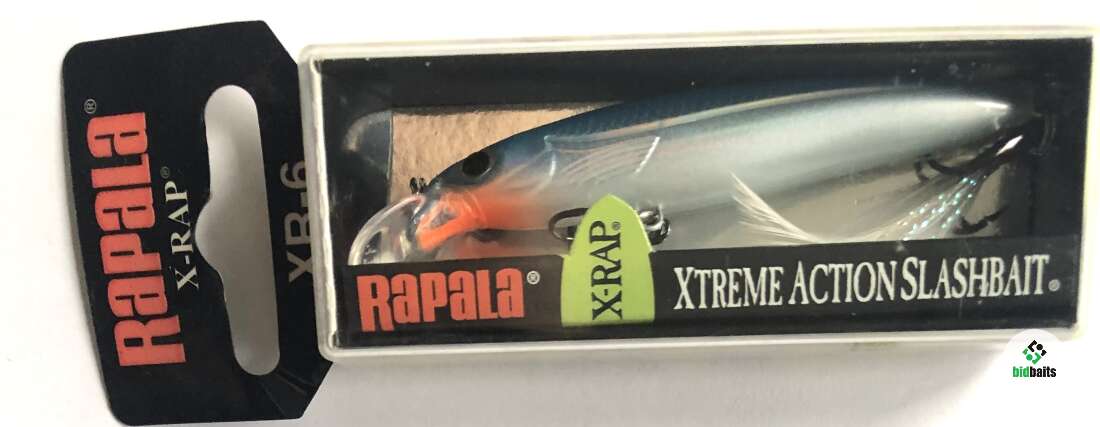 RAPALA®
X-RAP®
XR-6
RAPALA®
X-RAP®
XTREME ACTION SLASHBAIT®
bidbaits